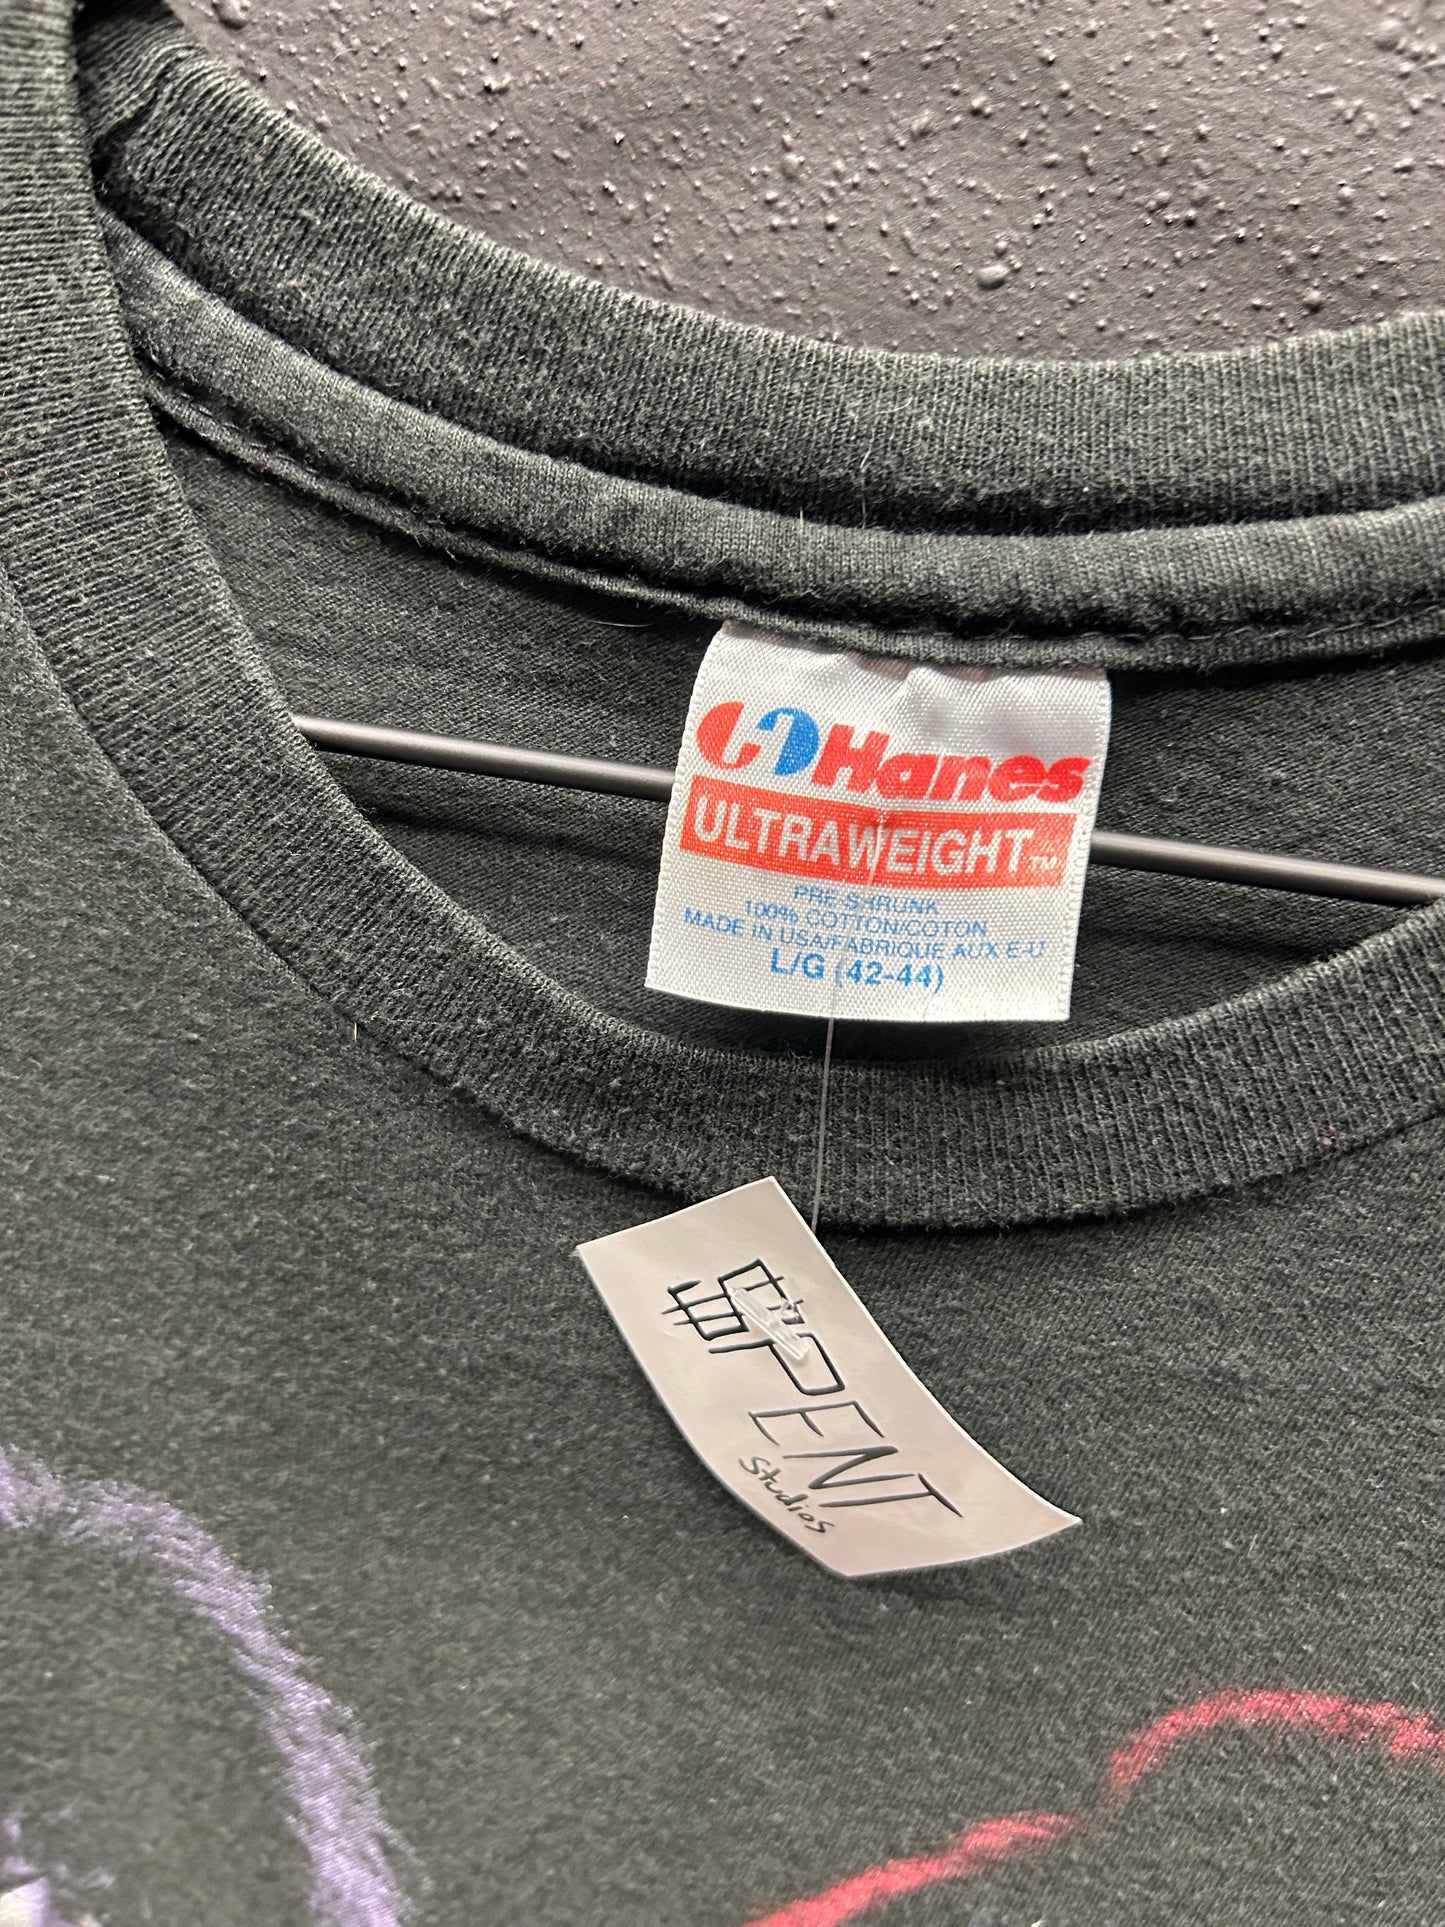 Hanes
ULTRAWEIGHT™
PRE SHRUNK
100% COTTON/COTON
MADE IN USA/FABRIQUE AUX E-U
L/G (42-44)
$PENT
Studios